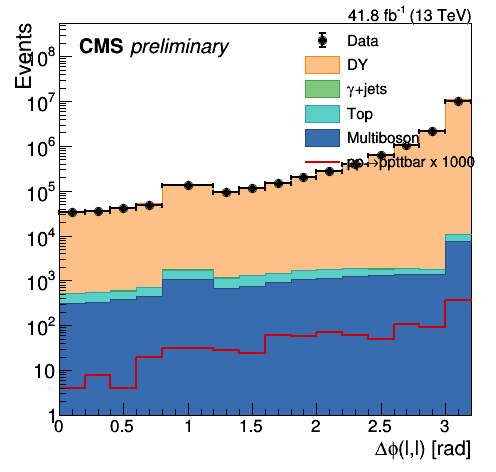 41.8 fb⁻¹ (13 TeV)
CMS preliminary
Data
DY
γ+jets
Top
Multiboson
pp→ppttbar x 1000
Events
10⁷
10⁶
10⁵
10⁴
10³
10²
10
1
0 0.5 1 1.5 2 2.5 3
Δϕ(l,l) [rad]